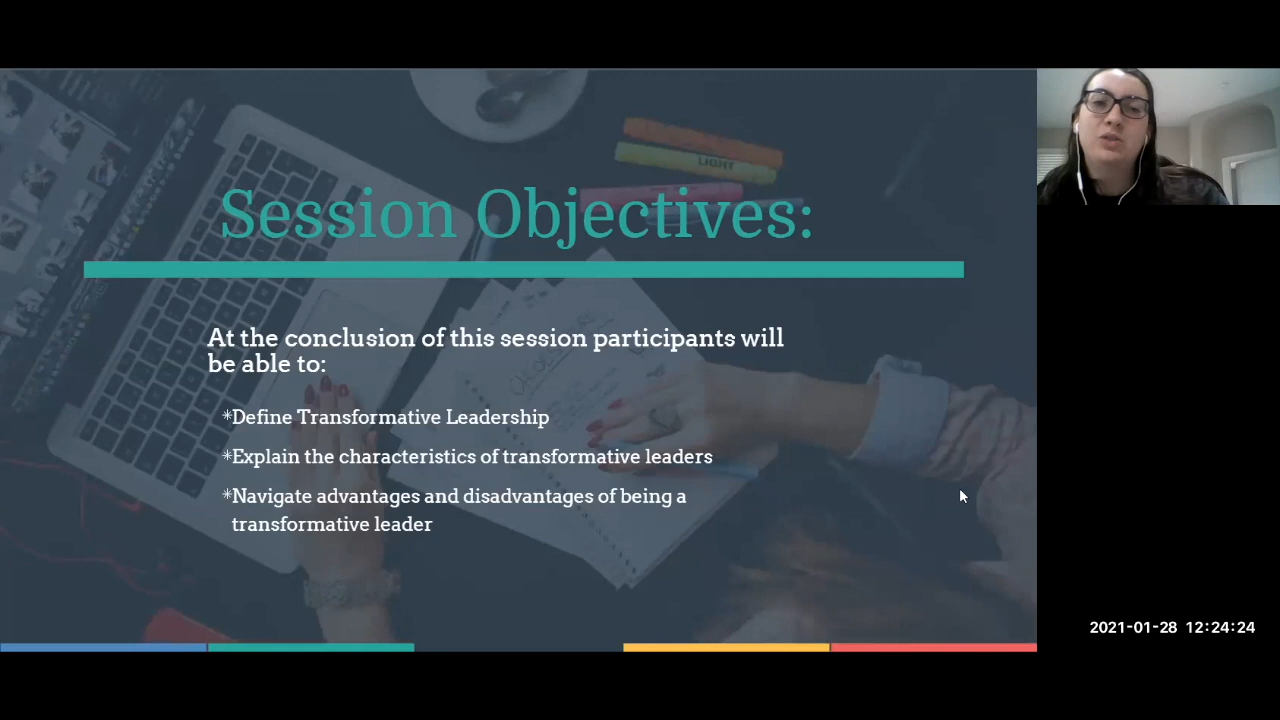 LIGHT
Session Objectives:
At the conclusion of this session participants will
be able to:
*Define Transformative Leadership
*Explain the characteristics of transformative leaders
*Navigate advantages and disadvantages of being a
transformative leader
2021-01-28 12:24:24